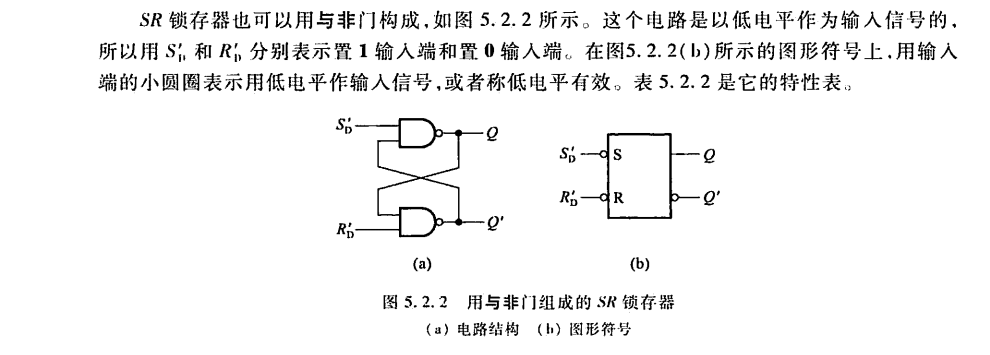 SR 锁存器也可以用与非门构成,如图 5.2.2 所示。这个电路是以低电平作为输入信号的,
所以用 S′D 和 R′D 分别表示置 1 输入端和置 0 输入端。在图5.2.2(b)所示的图形符号上,用输入
端的小圆圈表示用低电平作输入信号,或者称低电平有效。表 5.2.2 是它的特性表。
S′D Q
R′D Q′
S′D S Q
R′D R Q′
(a) (b)
图 5.2.2 用与非门组成的 SR 锁存器
(a) 电路结构 (b) 图形符号